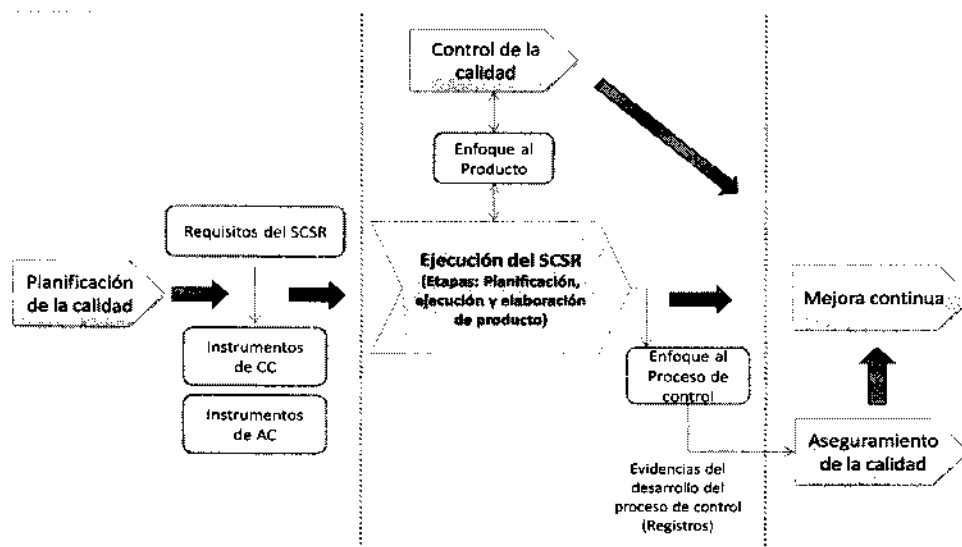 Control de la
calidad
Enfoque al
Producto
Requisitos del SCSR
Planificación
de la calidad
Instrumentos
de CC
Instrumentos
de AC
Ejecución del SCSR
(Etapas: Planificación,
ejecución y elaboración
de producto)
Enfoque al
Proceso de
control
Evidencias del
desarrollo del
proceso de control
(Registros)
Mejora continua
Aseguramiento
de la calidad